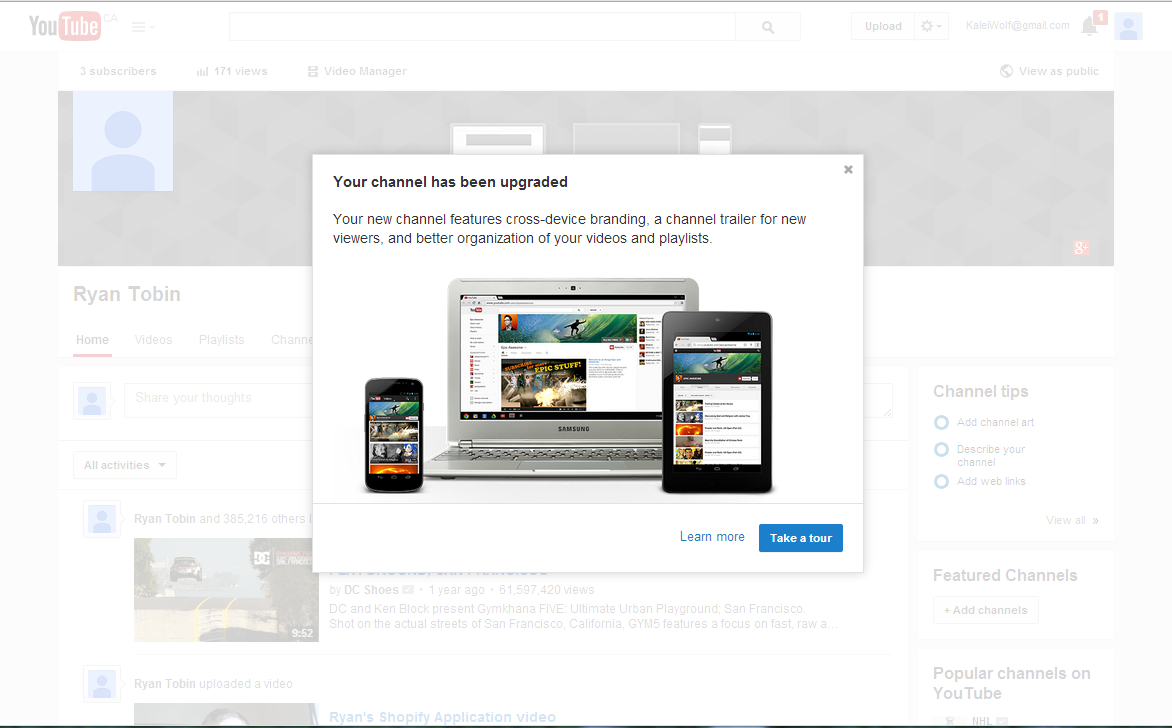 YouTube CA
Upload
KaleiWolf@gmail.com
1
3 subscribers
171 views
Video Manager
View as public
Your channel has been upgraded
Your new channel features cross-device branding, a channel trailer for new
viewers, and better organization of your videos and playlists.
g+
Ryan Tobin
Home
Videos
Playlists
Channe
Share your thoughts
All activities
Channel tips
Add channel art
Describe your
channel
Add web links
View all »
SUBSCRIBE
EPIC STUFF!
SAMSUNG
Learn more
Take a tour
Ryan Tobin and 385,216 others l
DC
9:52
by DC Shoes • 1 year ago • 61,597,420 views
DC and Ken Block present Gymkhana FIVE: Ultimate Urban Playground; San Francisco.
Shot on the actual streets of San Francisco, California, GYM5 features a focus on fast, raw a...
Featured Channels
+ Add channels
Popular channels on
YouTube
NHL
Ryan Tobin uploaded a video
Ryan's Shopify Application video